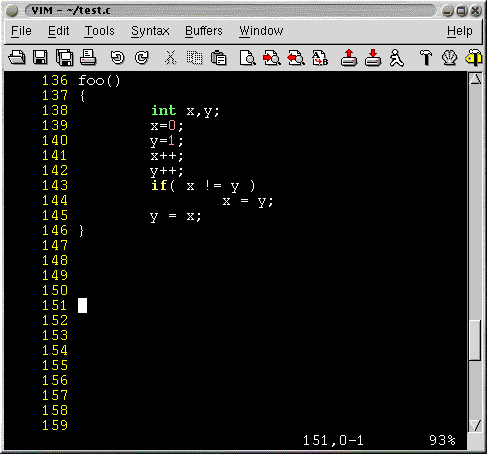 VIM - ~/test.c
File Edit Tools Syntax Buffers Window Help
136 foo()
137 {
138 int x,y;
139 x=0;
140 y=1;
141 x++;
142 y++;
143 if( x != y )
144 x = y;
145 y = x;
146 }
147
148
149
150
151
152
153
154
155
156
157
158
159
151,0-1 93%